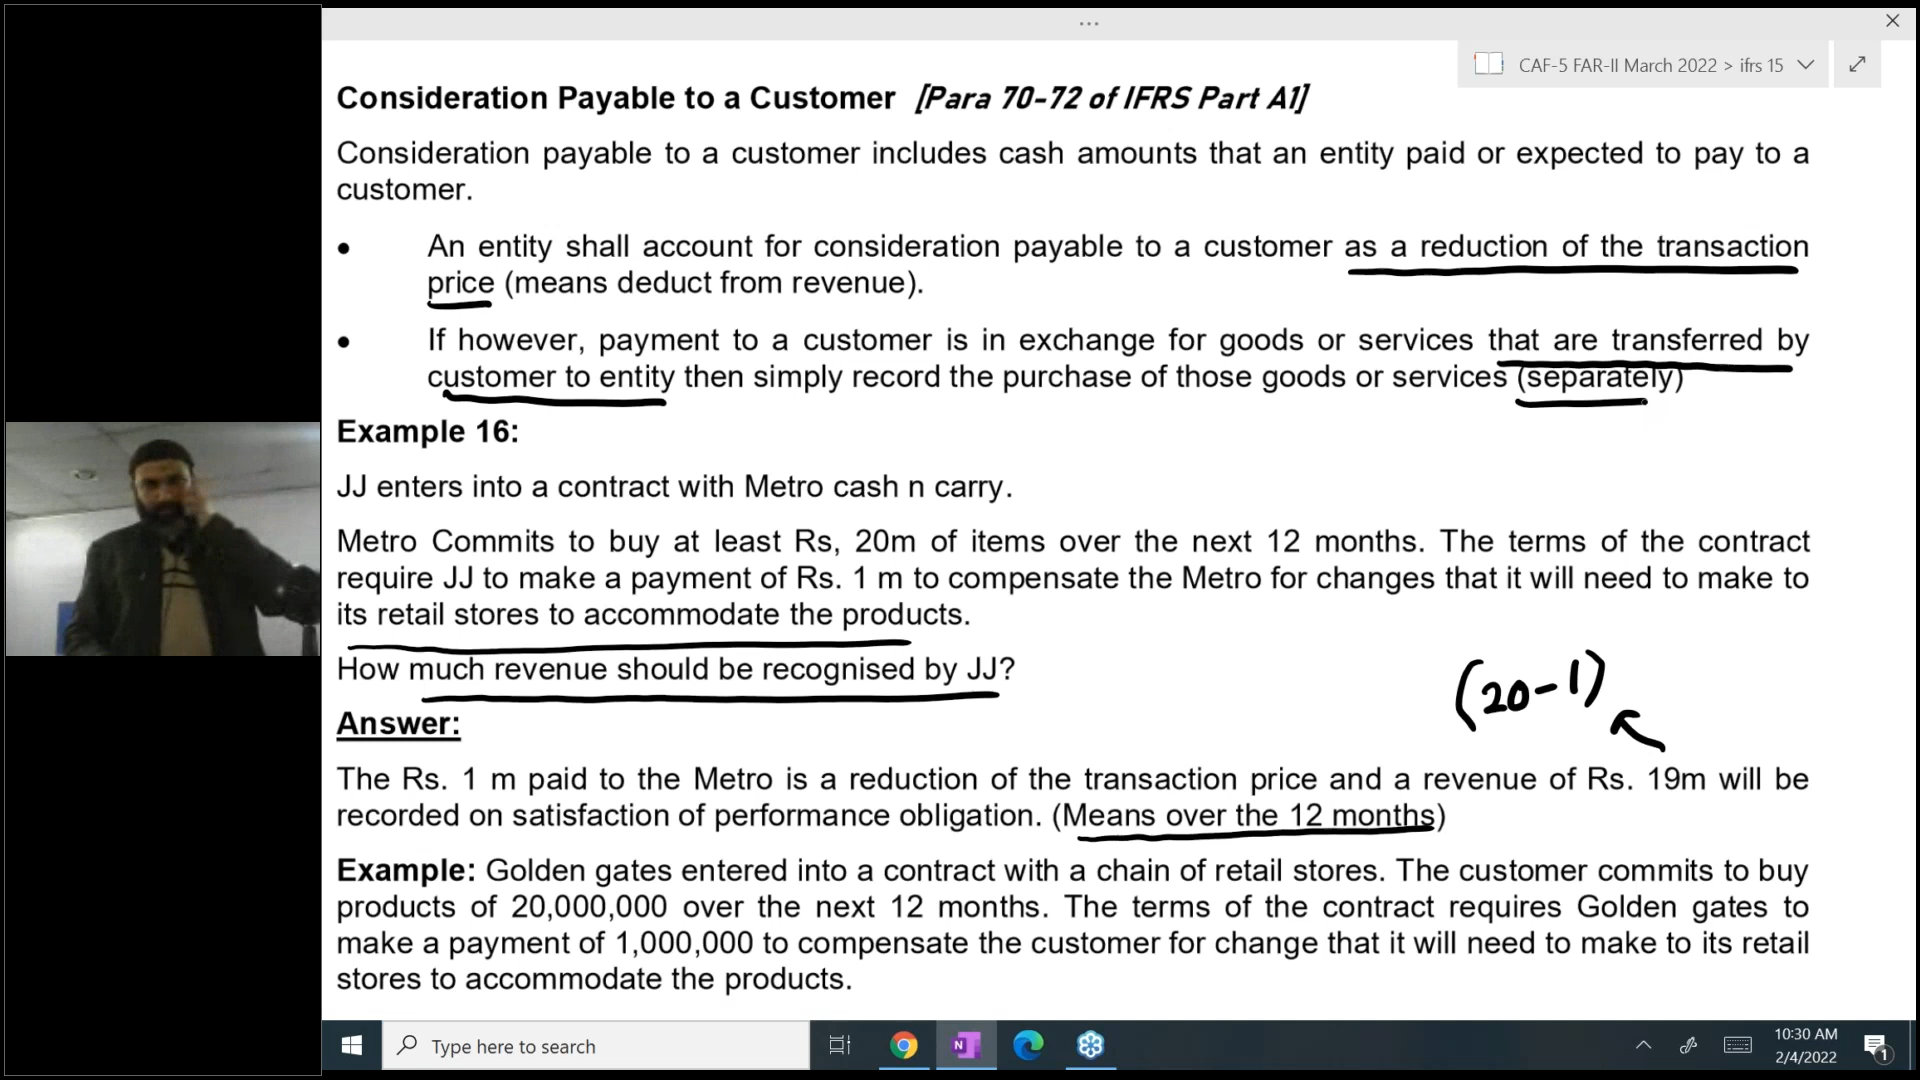 ...
CAF-5 FAR-II March 2022 > ifrs 15
Consideration Payable to a Customer [Para 70-72 of IFRS Part A1]
Consideration payable to a customer includes cash amounts that an entity paid or expected to pay to a
customer.
• An entity shall account for consideration payable to a customer as a reduction of the transaction
price (means deduct from revenue).
• If however, payment to a customer is in exchange for goods or services that are transferred by
customer to entity then simply record the purchase of those goods or services (separately)
Example 16:
JJ enters into a contract with Metro cash n carry.
Metro Commits to buy at least Rs, 20m of items over the next 12 months. The terms of the contract
require JJ to make a payment of Rs. 1 m to compensate the Metro for changes that it will need to make to
its retail stores to accommodate the products.
How much revenue should be recognised by JJ?
(20-1)
Answer:
The Rs. 1 m paid to the Metro is a reduction of the transaction price and a revenue of Rs. 19m will be
recorded on satisfaction of performance obligation. (Means over the 12 months)
Example: Golden gates entered into a contract with a chain of retail stores. The customer commits to buy
products of 20,000,000 over the next 12 months. The terms of the contract requires Golden gates to
make a payment of 1,000,000 to compensate the customer for change that it will need to make to its retail
stores to accommodate the products.
Type here to search
N
10:30 AM
2/4/2022
1